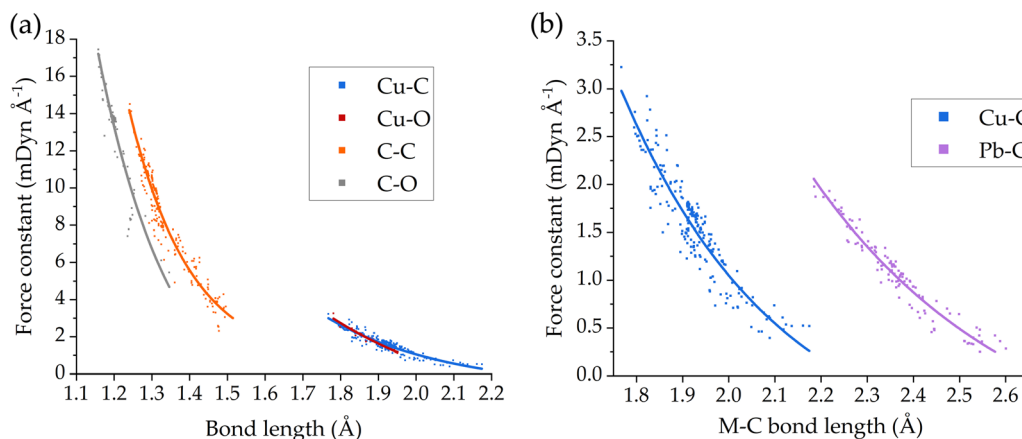 (a)
Force constant (mDyn Å-1)
18
16
14
12
10
8
6
4
2
0
1.1 1.2 1.3 1.4 1.5 1.6 1.7 1.8 1.9 2.0 2.1 2.2
Bond length (Å)
Cu-C
Cu-O
C-C
C-O
(b)
Force constant (mDyn Å-1)
3.5
3.0
2.5
2.0
1.5
1.0
0.5
0.0
1.8 1.9 2.0 2.1 2.2 2.3 2.4 2.5 2.6
M-C bond length (Å)
Cu-C
Pb-C